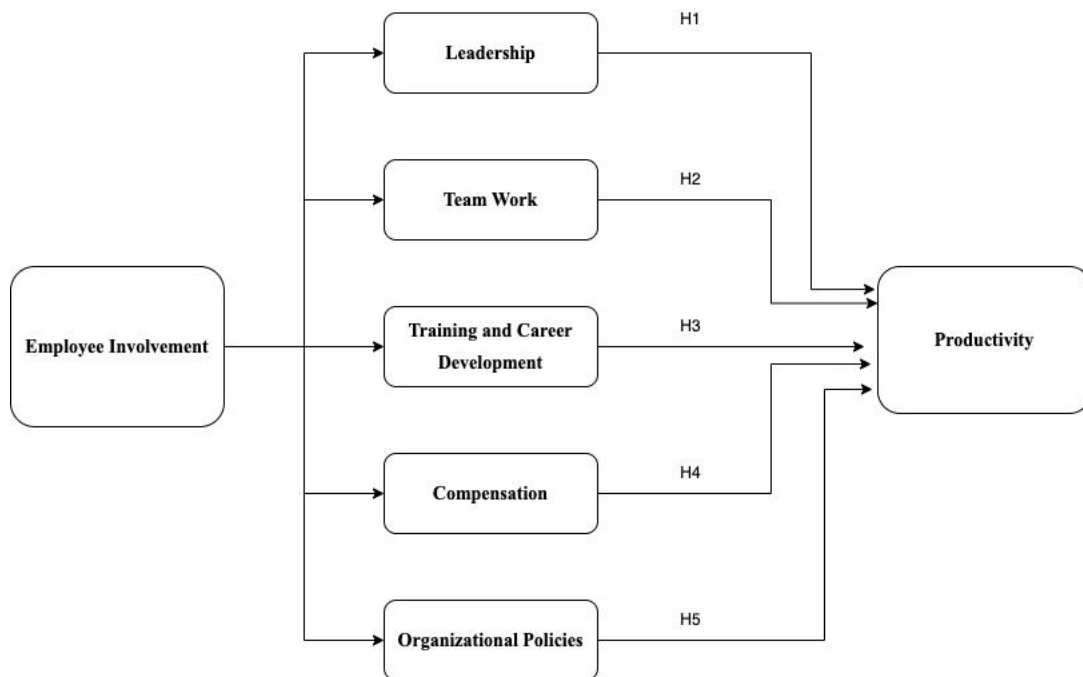 H1
Leadership
H2
Team Work
H3
Training and Career
Development
Employee Involvement
Productivity
H4
Compensation
H5
Organizational Policies